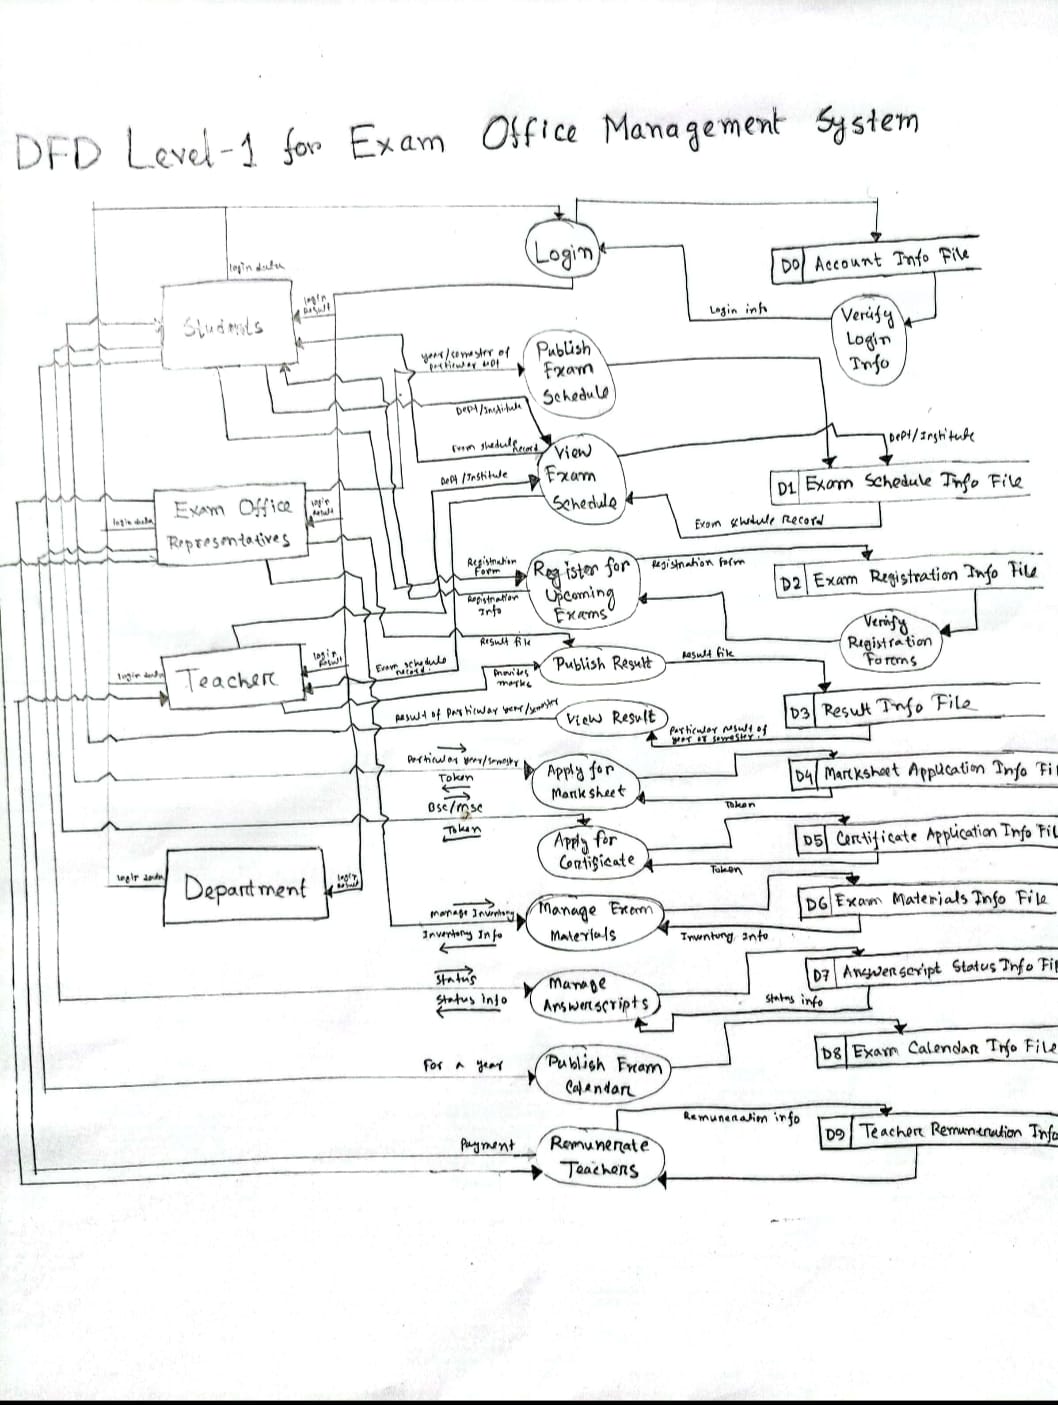 DFD Level-1 for Exam Office Management System
Login
D0 Account Info File
login data
Students
login
Result
Login info
Verify
Login
Info
year/semester of
particular dept
Publish
Exam
Schedule
Dept/Institute
Exam shedule Record
View
Exam
Schedule
Dept/Institute
Dept/Institute
D1 Exam Schedule Info File
Exam schdule Record
Exam Office
Representatives
login data
login
Result
Registration
Form
Registration
Info
Register for
Upcoming
Exams
Registration form
D2 Exam Registration Info File
Verify
Registration
Forms
Teacher
login data
login
Result
Exam schedule
record
Result file
Provides
marks
Publish Result
Result file
D3 Result Info File
Result of Particular year/semester
View Result
Particular result of
year or semester
Particular year/semester
Token
Apply for
Marksheet
D4 Marksheet Application Info Fi
Token
Bsc/msc
Token
Apply for
Certificate
D5 Certificate Application Info Fil
Token
Department
login data
login
Result
manage Inventory
Inventory Info
Manage Exam
Materials
D6 Exam Materials Info File
Inventory Info
Status
Status Info
Manage
Answerscripts
D7 Answerscript Status Info Fil
Status info
For a year
Publish Exam
Calendar
D8 Exam Calendar Info File
Payment
Remunerate
Teachers
Remuneration info
D9 Teacher Remuneration Info